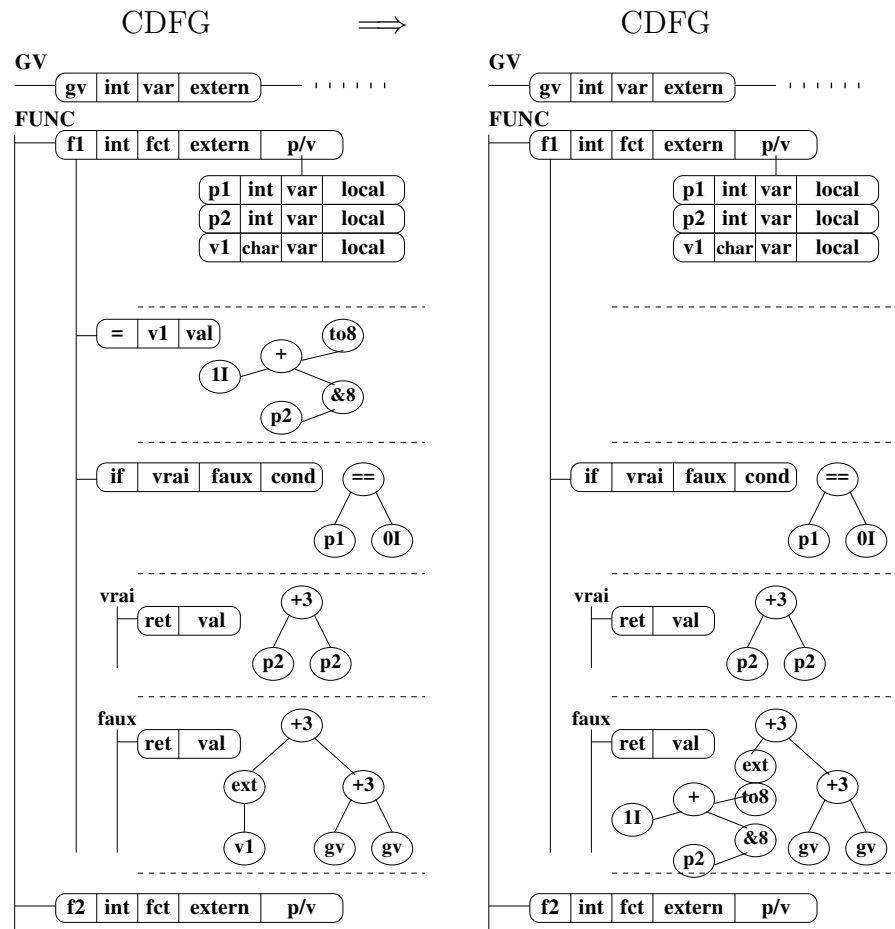 CDFG ⟹ CDFG
GV GV
gv int var extern gv int var extern
FUNC FUNC
f1 int fct extern p/v f1 int fct extern p/v
p1 int var local p1 int var local
p2 int var local p2 int var local
v1 char var local v1 char var local
= v1 val to8
+
1I
&8
p2
if vrai faux cond == if vrai faux cond ==
p1 0I p1 0I
vrai +3 vrai +3
ret val ret val
p2 p2 p2 p2
faux +3 faux +3
ret val ret val
ext
ext +3 + to8 +3
1I
v1 gv gv &8 gv gv
p2
f2 int fct extern p/v f2 int fct extern p/v